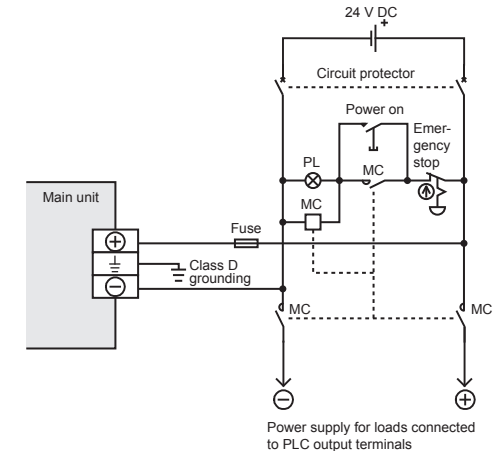 24 V DC
+
Circuit protector
Power on
Emer-
gency
stop
PL
MC
MC
Main unit
Fuse
Class D
grounding
MC
MC
Power supply for loads connected
to PLC output terminals